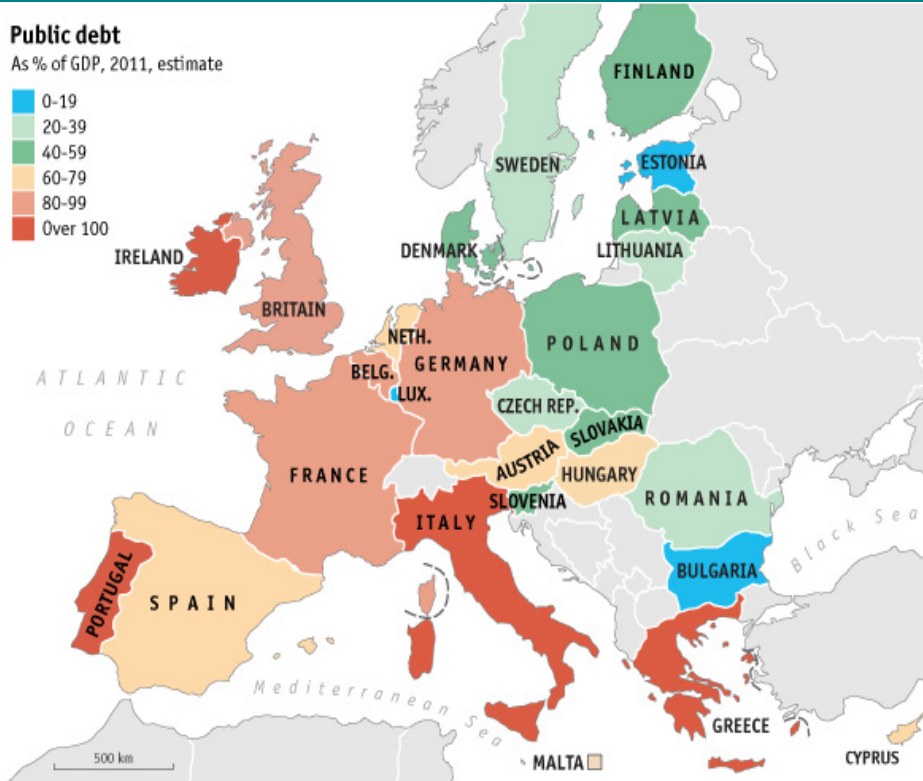 Public debt
As % of GDP, 2011, estimate
0-19
20-39
40-59
60-79
80-99
Over 100
FINLAND
SWEDEN
ESTONIA
LATVIA
LITHUANIA
DENMARK
IRELAND
BRITAIN
NETH.
POLAND
GERMANY
BELG.
LUX.
ATLANTIC
OCEAN
CZECH REP.
SLOVAKIA
AUSTRIA
HUNGARY
FRANCE
SLOVENIA
ROMANIA
ITALY
Black Sea
BULGARIA
PORTUGAL
SPAIN
Mediterranean Sea
GREECE
500 km
MALTA
CYPRUS